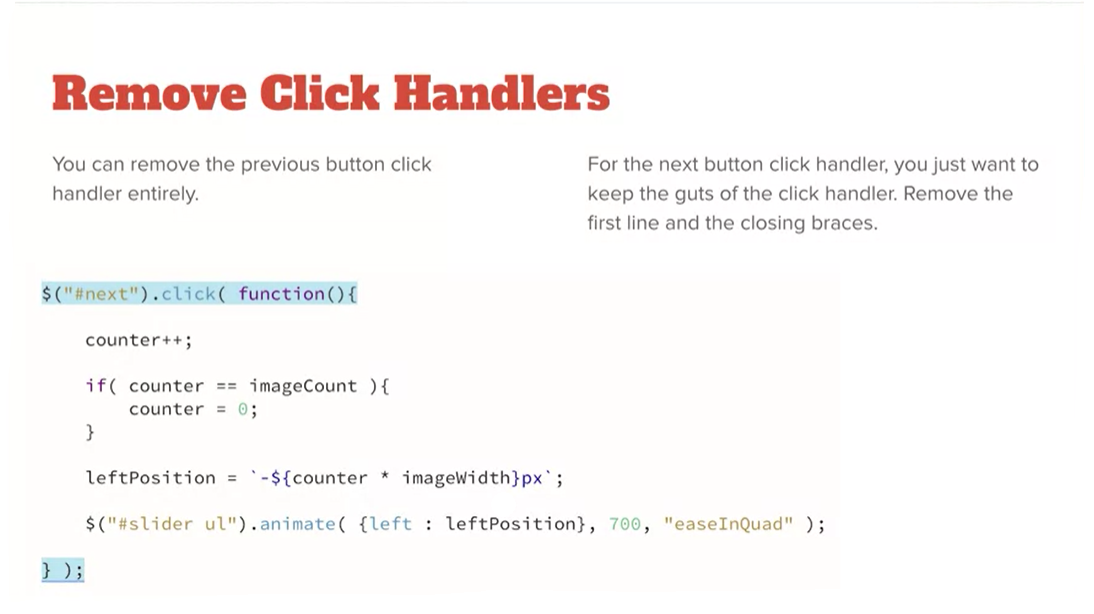 Remove Click Handlers
You can remove the previous button click
handler entirely.
For the next button click handler, you just want to
keep the guts of the click handler. Remove the
first line and the closing braces.
$("#next").click( function(){
counter++;
if( counter == imageCount ){
counter = 0;
}
leftPosition = `-${counter * imageWidth}px`;
$("#slider ul").animate( {left : leftPosition}, 700, "easeInQuad" );
} );